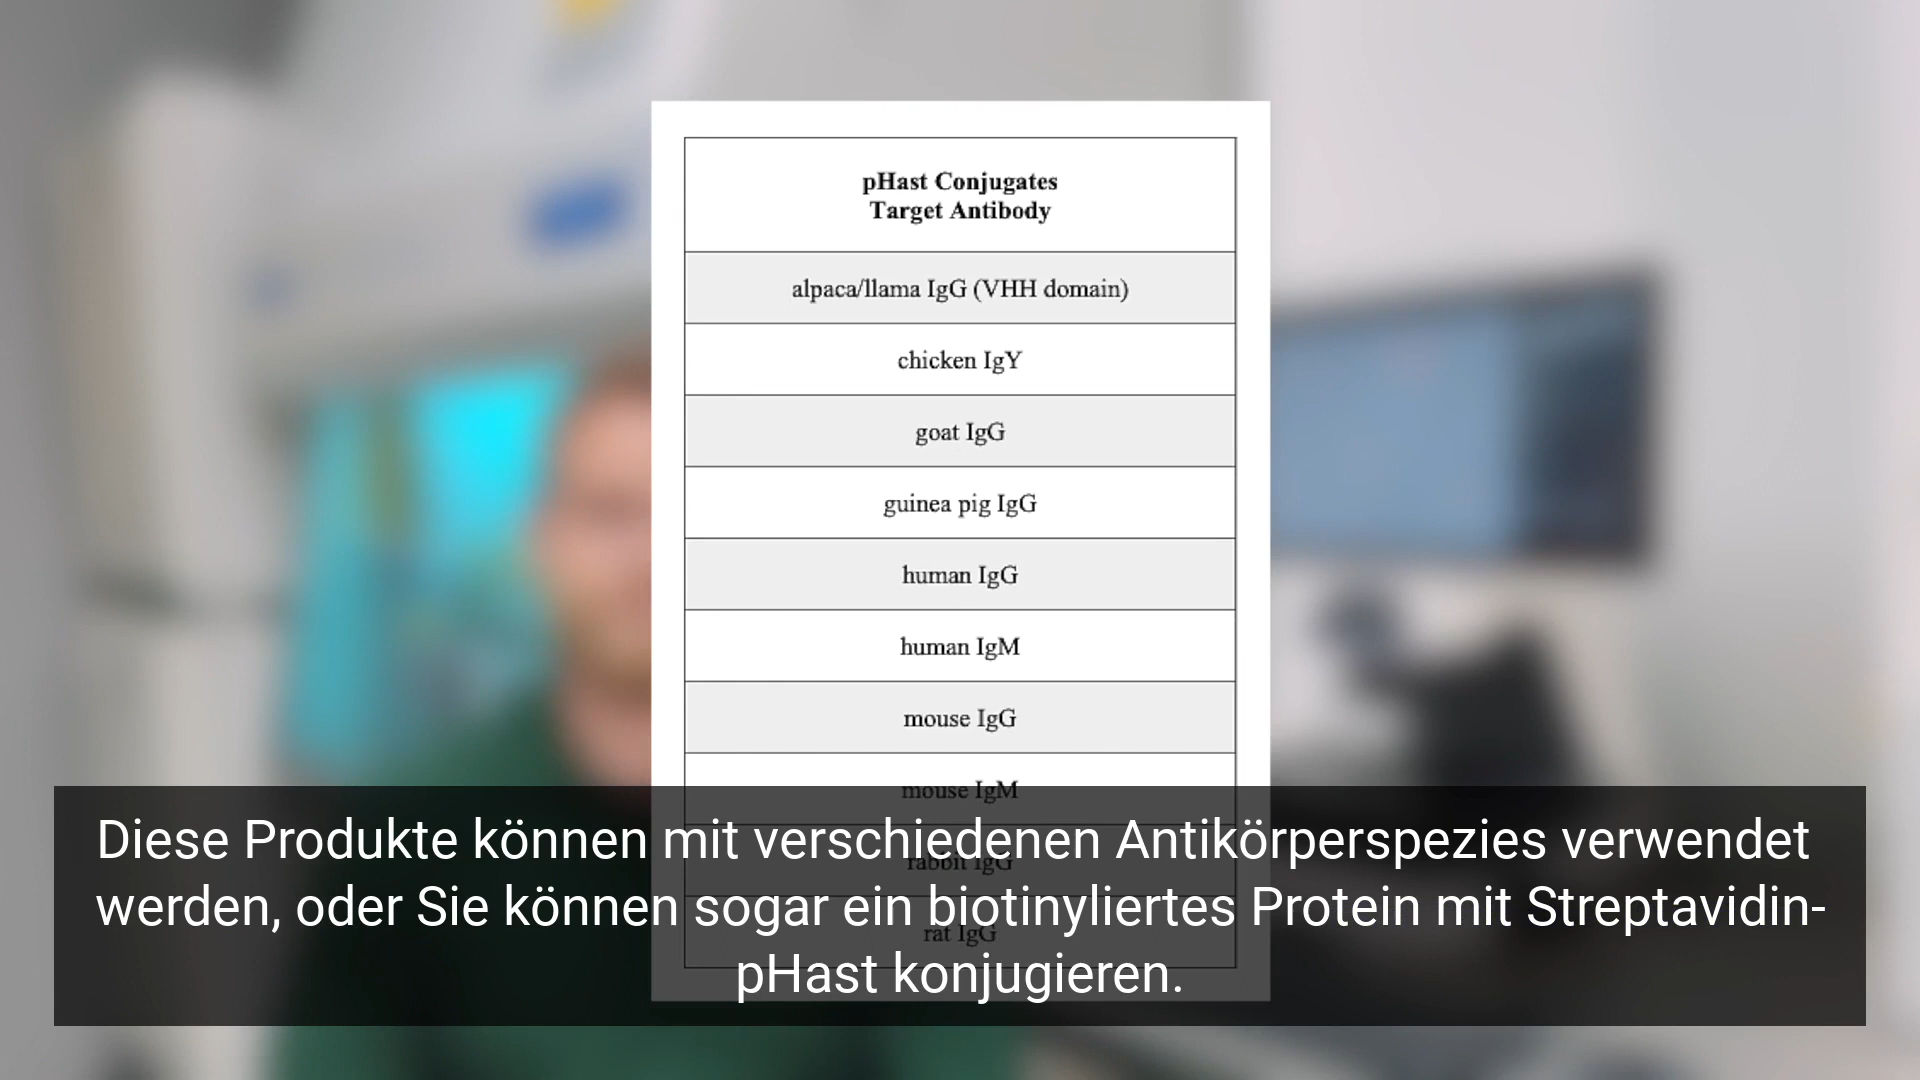 pHast Conjugates
Target Antibody
alpaca/llama IgG (VHH domain)
chicken IgY
goat IgG
guinea pig IgG
human IgG
human IgM
mouse IgG
mouse IgM
rabbit IgG
rat IgG
Diese Produkte können mit verschiedenen Antikörperspezies verwendet
werden, oder Sie können sogar ein biotinyliertes Protein mit Streptavidin-
pHast konjugieren.